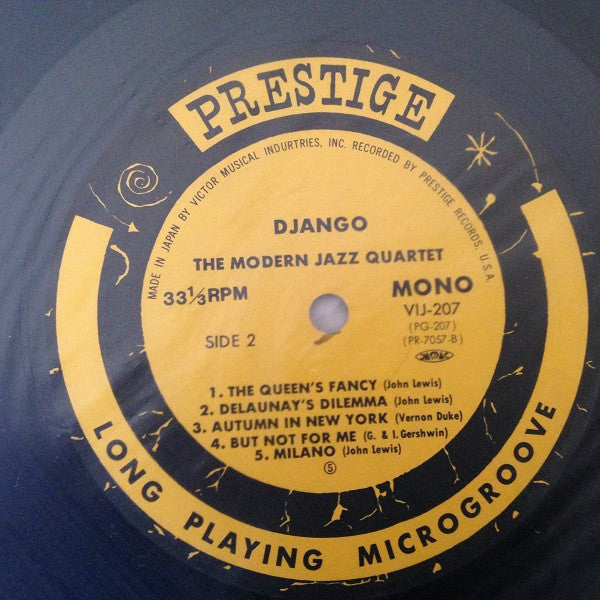 PRESTIGE
MADE IN JAPAN BY VICTOR MUSICAL INDURTRIES, INC. RECORDED BY PRESTIGE RECORDS, U.S.A.
DJANGO
THE MODERN JAZZ QUARTET
33⅓RPM
MONO
VIJ-207
(PG-207)
(PR-7057-B)
SIDE 2
1. THE QUEEN'S FANCY (John Lewis)
2. DELAUNAY'S DILEMMA (John Lewis)
3. AUTUMN IN NEW YORK (Vernon Duke)
4. BUT NOT FOR ME (G. & I. Gershwin)
5. MILANO (John Lewis)
Ⓢ
LONG PLAYING MICROGROOVE